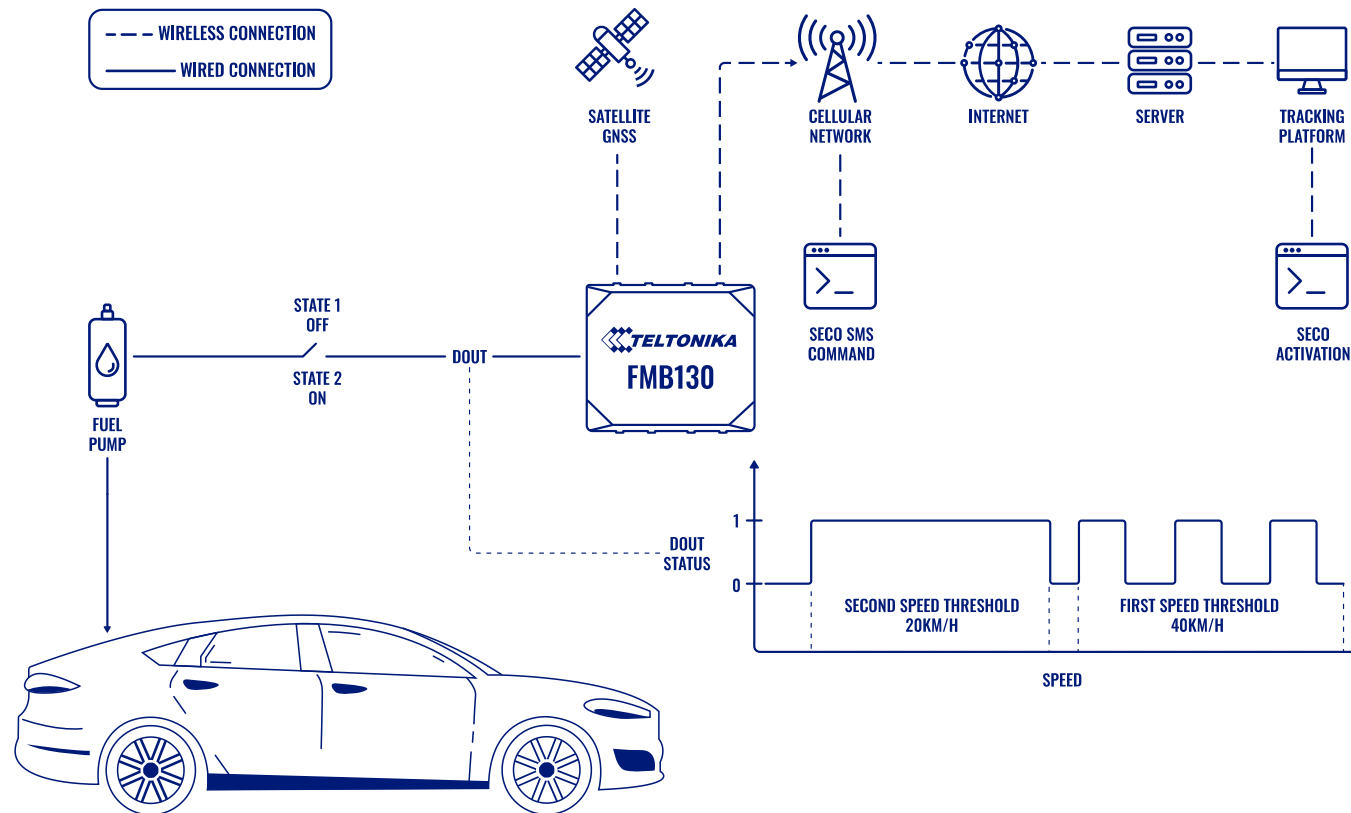 WIRELESS CONNECTION
WIRED CONNECTION
SATELLITE
GNSS
CELLULAR
NETWORK
INTERNET
SERVER
TRACKING
PLATFORM
SECO SMS
COMMAND
SECO
ACTIVATION
STATE 1
OFF
STATE 2
ON
DOUT
TELTONIKA
FMB130
FUEL
PUMP
DOUT
STATUS
1
0
SECOND SPEED THRESHOLD
20KM/H
FIRST SPEED THRESHOLD
40KM/H
SPEED